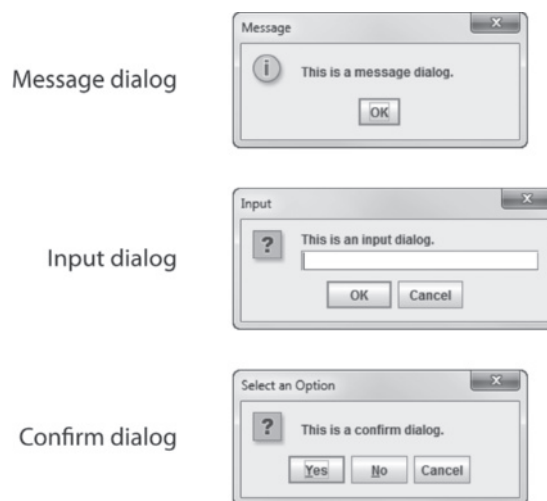 Message dialog
Message
i
This is a message dialog.
OK
Input dialog
Input
?
This is an input dialog.
OK Cancel
Confirm dialog
Select an Option
?
This is a confirm dialog.
Yes No Cancel